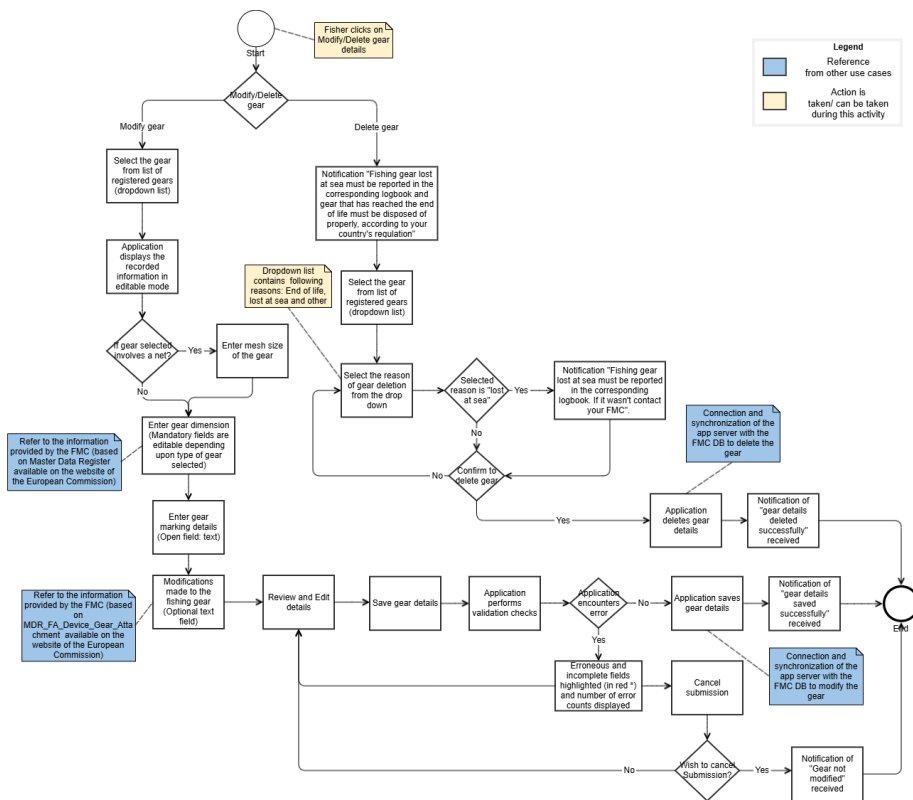 Fisher clicks on
Modify/Delete gear
details
Start
Legend
Reference
from other use cases
Action is
taken/ can be taken
during this activity
Modify/Delete
gear
Modify gear
Delete gear
Select the gear
from list of
registered gears
(dropdown list)
Notification "Fishing gear lost
at sea must be reported in the
corresponding logbook and
gear that has reached the end
of life must be disposed of
properly, according to your
country's regulation"
Application
displays the
recorded
information in
editable mode
Dropdown list
contains following
reasons: End of life,
lost at sea and other
Select the gear
from list of
registered gears
(dropdown list)
If gear selected
involves a net?
Yes
Enter mesh size
of the gear
No
Select the reason
of gear deletion
from the drop
down
Selected
reason is "lost
at sea"
Yes
Notification "Fishing gear
lost at sea must be reported
in the corresponding
logbook. If it wasn't contact
your FMC".
No
Refer to the information
provided by the FMC (based
on Master Data Register
available on the website of
the European Commission)
Enter gear dimension
(Mandatory fields are
editable depending
upon type of gear
selected)
No
Confirm to
delete gear
Connection and
synchronization of the
app server with the
FMC DB to delete the
gear
Yes
Application
deletes gear
details
Notification of
"gear details
deleted
successfully"
received
Enter gear
marking details
(Open field: text)
Refer to the information
provided by the FMC (based
on
MDR_FA_Device_Gear_Atta
chment available on the
website of the European
Commission)
Modifications
made to the
fishing gear
(Optional text
field)
Review and Edit
details
Save gear details
Application
performs
validation checks
Application
encounters
error
No
Application saves
gear details
Notification of
"gear details
saved
successfully"
received
End
Yes
Erroneous and
incomplete fields
highlighted (in red *)
and number of error
counts displayed
Cancel
submission
Connection and
synchronization of the
app server with the
FMC DB to modify the
gear
No
Wish to cancel
Submission?
Yes
Notification of
"Gear not
modified"
received